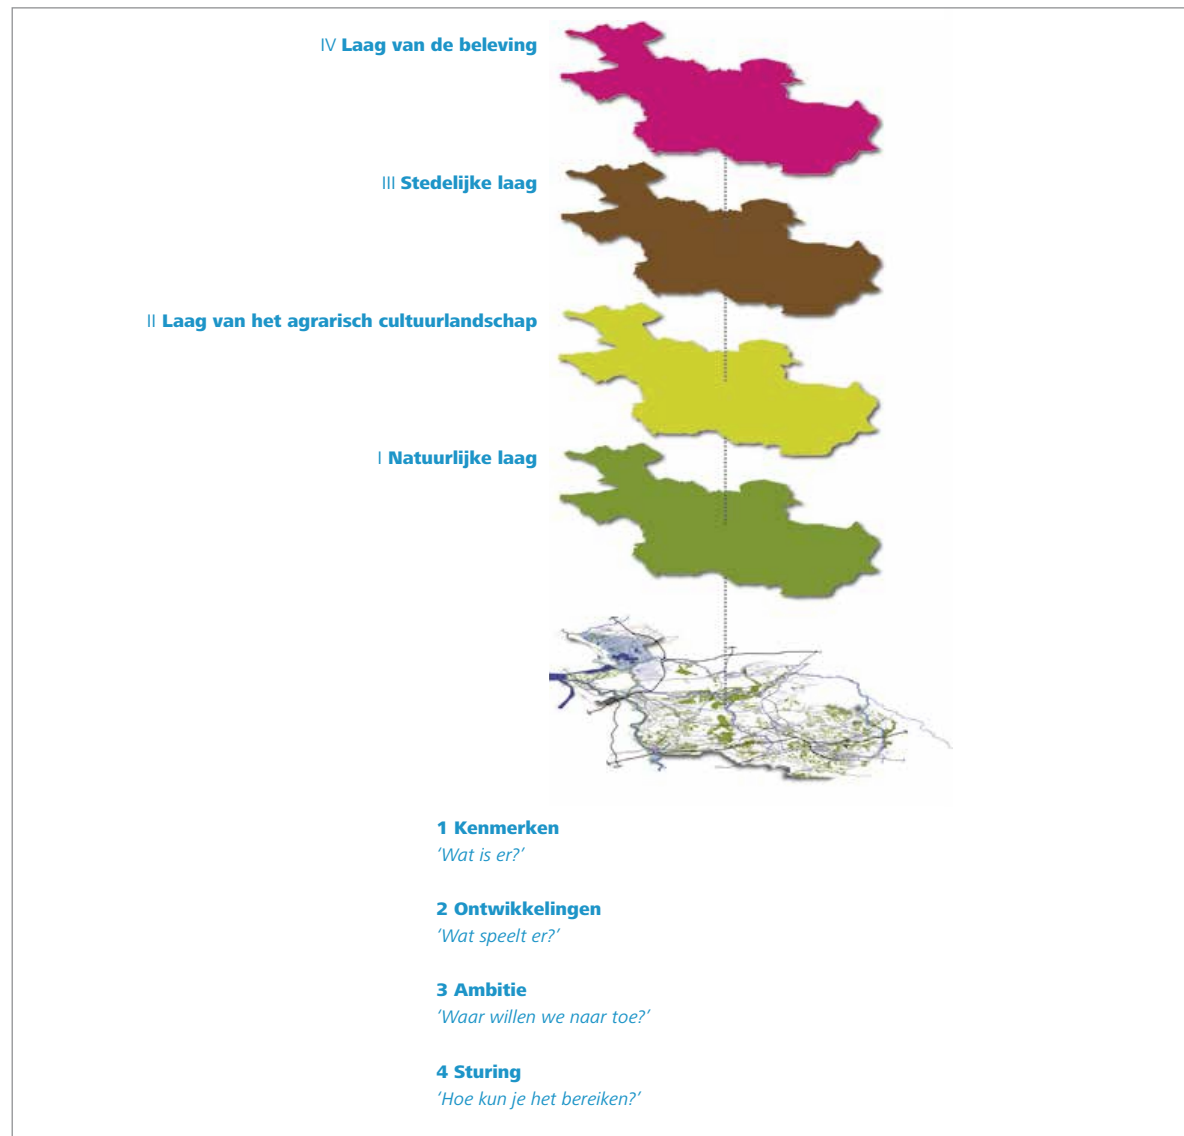 IV Laag van de beleving
III Stedelijke laag
II Laag van het agrarisch cultuurlandschap
I Natuurlijke laag
1 Kenmerken
‘Wat is er?’
2 Ontwikkelingen
‘Wat speelt er?’
3 Ambitie
‘Waar willen we naar toe?’
4 Sturing
‘Hoe kun je het bereiken?’